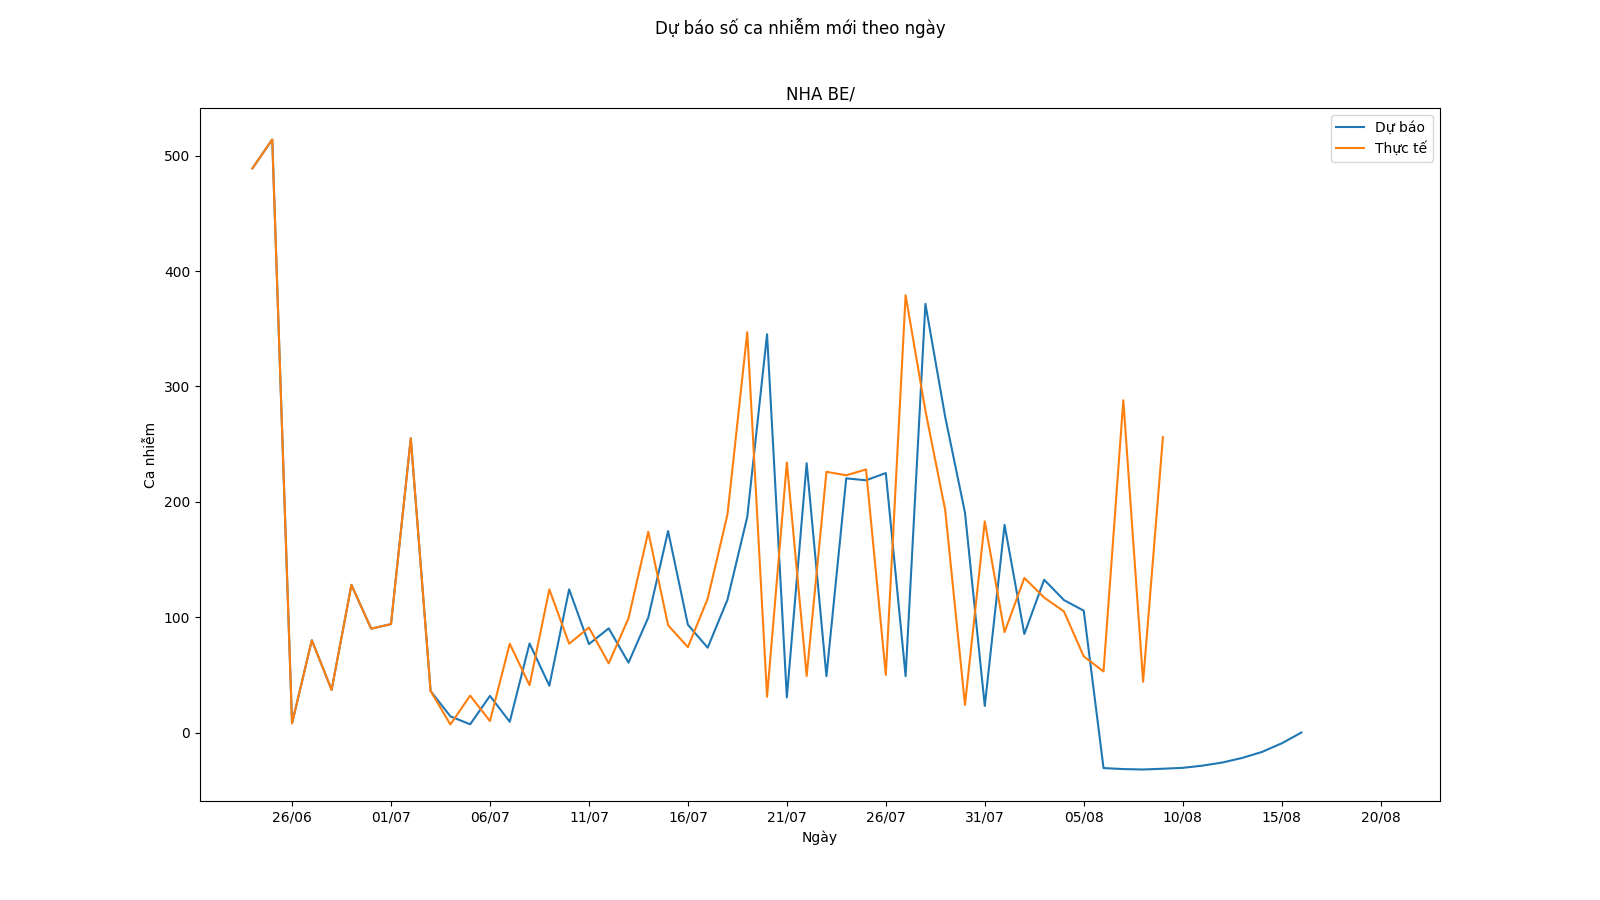 Dự báo số ca nhiễm mới theo ngày
NHA BE/
Dự báo
Thực tế
500
400
300
200
100
0
Ca nhiễm
26/06 01/07 06/07 11/07 16/07 21/07 26/07 31/07 05/08 10/08 15/08 20/08
Ngày